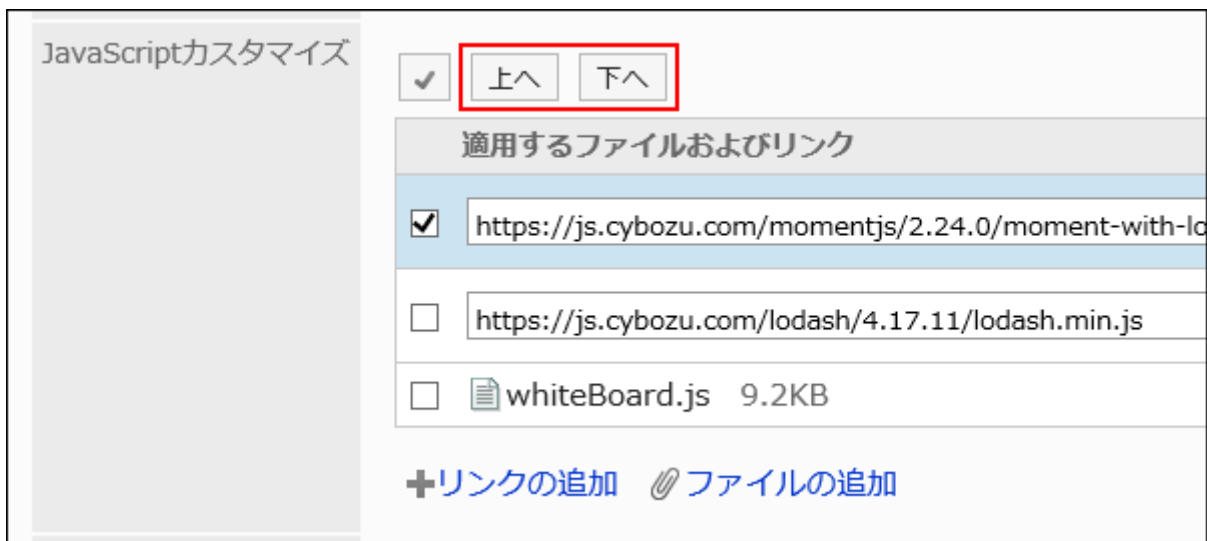 JavaScriptカスタマイズ
上へ 下へ
適用するファイルおよびリンク
https://js.cybozu.com/momentjs/2.24.0/moment-with-lo
https://js.cybozu.com/lodash/4.17.11/lodash.min.js
whiteBoard.js 9.2KB
リンクの追加 ファイルの追加